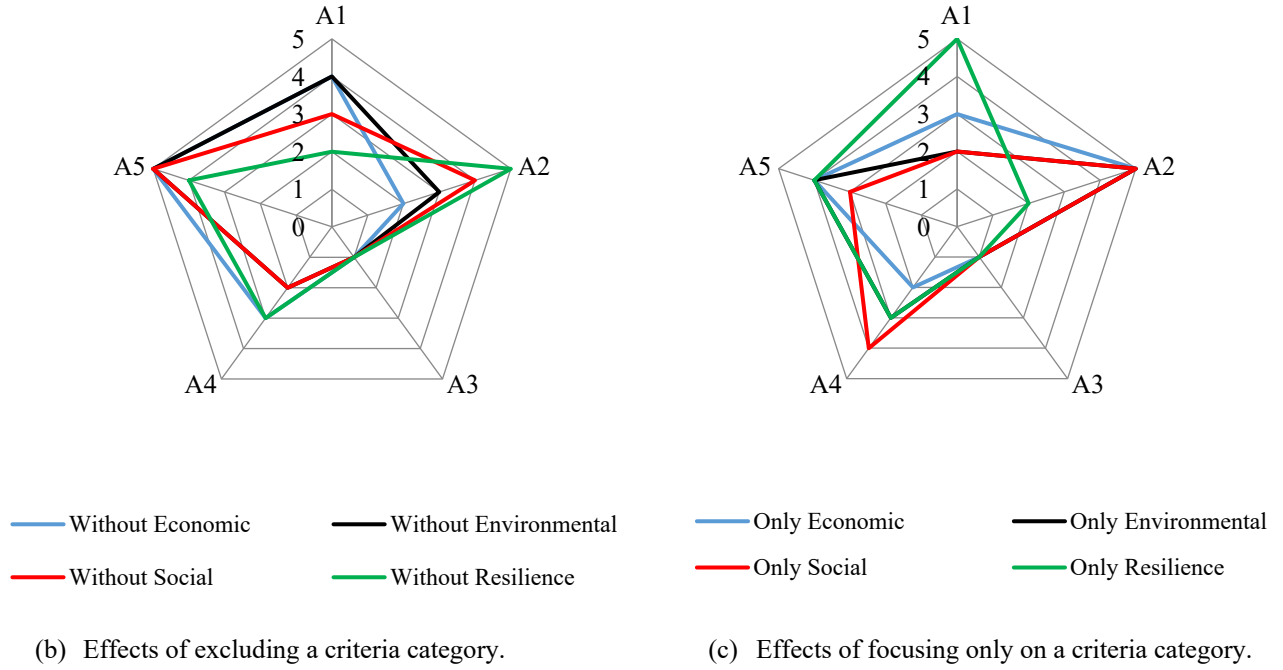 A1
5
4
3
2
1
0
A2
A3
A4
A5
Without Economic
Without Environmental
Without Social
Without Resilience
(b) Effects of excluding a criteria category.
A1
5
4
3
2
1
0
A2
A3
A4
A5
Only Economic
Only Environmental
Only Social
Only Resilience
(c) Effects of focusing only on a criteria category.